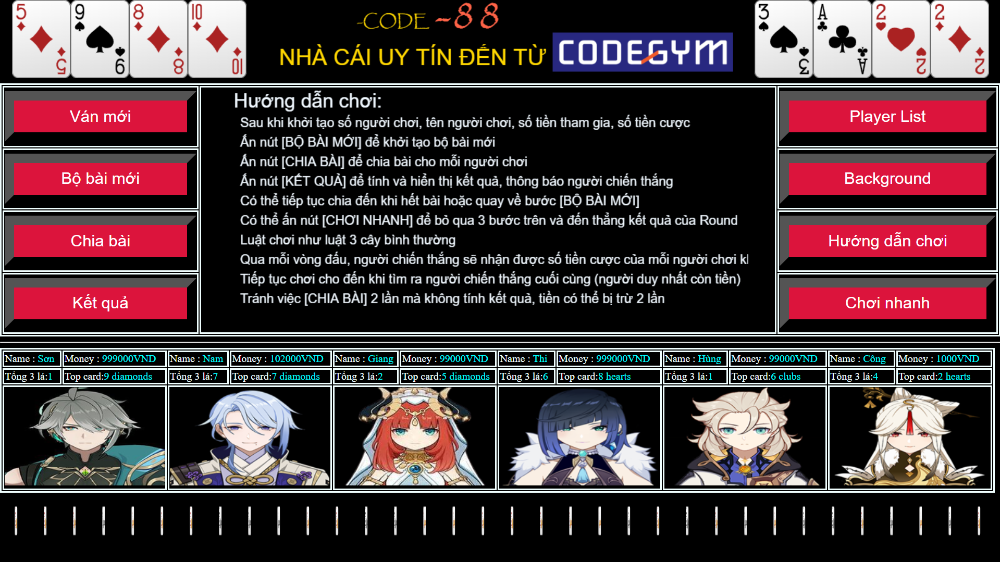 5 9 8 10
-CODE ~88
3 A 2 2
NHÀ CÁI UY TÍN ĐẾN TỪ CODEGYM
5 9 8 10
3 A 2 2
Ván mới
Bộ bài mới
Chia bài
Kết quả
Hướng dẫn chơi:
Sau khi khởi tạo số người chơi, tên người chơi, số tiền tham gia, số tiền cược
Ấn nút [BỘ BÀI MỚI] để khởi tạo bộ bài mới
Ấn nút [CHIA BÀI] để chia bài cho mỗi người chơi
Ấn nút [KẾT QUẢ] để tính và hiển thị kết quả, thông báo người chiến thắng
Có thể tiếp tục chia đến khi hết bài hoặc quay về bước [BỘ BÀI MỚI]
Có thể ấn nút [CHƠI NHANH] để bỏ qua 3 bước trên và đến thẳng kết quả của Round
Luật chơi như luật 3 cây bình thường
Qua mỗi vòng đấu, người chiến thắng sẽ nhận được số tiền cược của mỗi người chơi
Tiếp tục chơi cho đến khi tìm ra người chiến thắng cuối cùng (người duy nhất còn tiền)
Tránh việc [CHIA BÀI] 2 lần mà không tính kết quả, tiền có thể bị trừ 2 lần
Player List
Background
Hướng dẫn chơi
Chơi nhanh
Name : Sơn Money : 999000VND Name : Nam Money : 102000VND Name : Giang Money : 99000VND Name : Thi Money : 999000VND Name : Hùng Money : 99000VND Name : Công Money : 1000VND
Tổng 3 lá:1 Top card:9 diamonds Tổng 3 lá:7 Top card:7 diamonds Tổng 3 lá:2 Top card:5 diamonds Tổng 3 lá:6 Top card:8 hearts Tổng 3 lá:1 Top card:6 clubs Tổng 3 lá:4 Top card:2 hearts